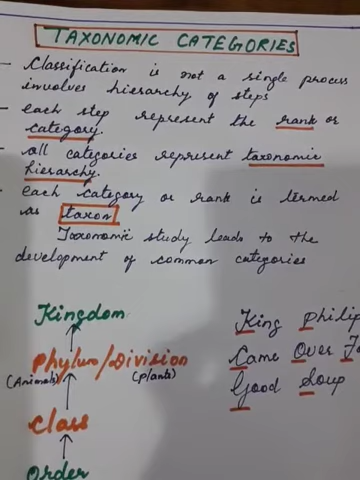 TAXONOMIC CATEGORIES
- Classification is not a single process
involves hierarchy of steps
- each step represent the rank or
category.
- all categories represent taxonomic
hierarchy.
- each category or rank is termed
as taxon
Taxonomic study leads to the
development of common categories
Kingdom
Phylum/Division
(Animals) (plants)
Class
Order
King Philip
Came Over
Good Soup